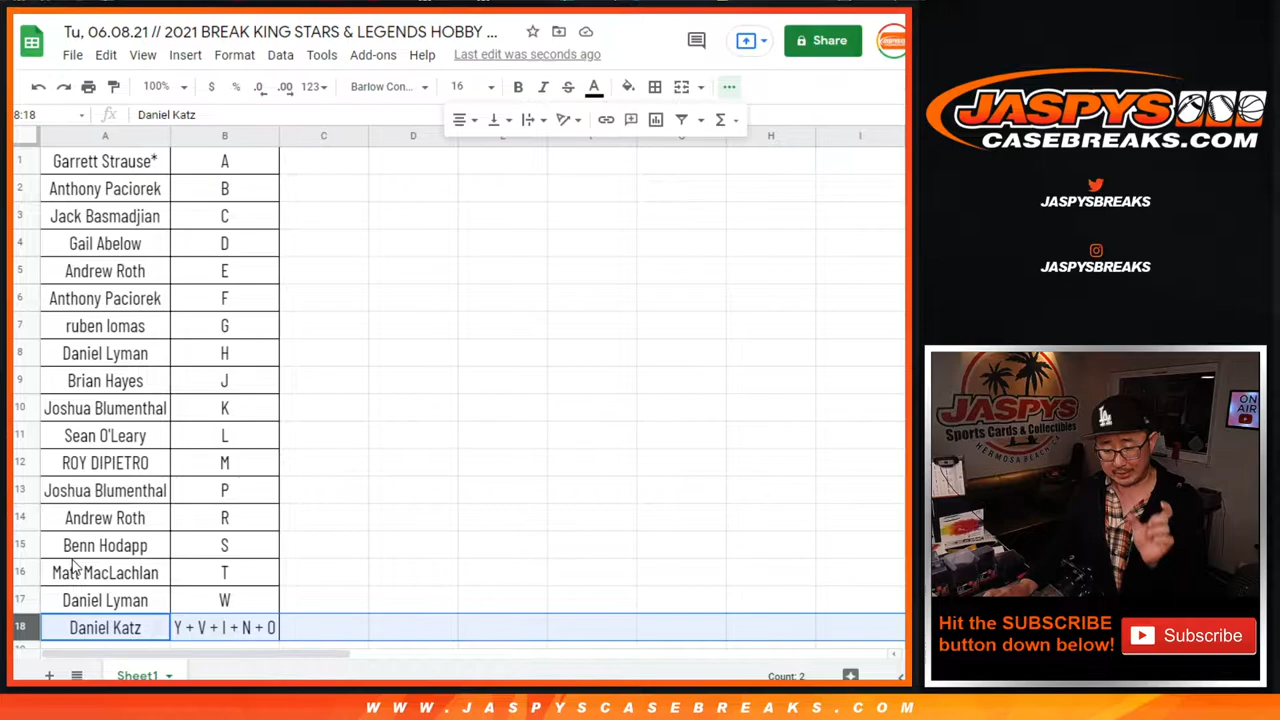 Tu, 06.08.21 // 2021 BREAK KING STARS & LEGENDS HOBBY ...
Share
File Edit View Insert Format Data Tools Add-ons Help Last edit was seconds ago
100% $ % .0 .00 123 Barlow Con... 16 B I S A
8:18 fx Daniel Katz
A B C D E F G H I
1 Garrett Strause* A
2 Anthony Paciorek B
3 Jack Basmadjian C
4 Gail Abelow D
5 Andrew Roth E
6 Anthony Paciorek F
7 ruben lomas G
8 Daniel Lyman H
9 Brian Hayes J
10 Joshua Blumenthal K
11 Sean O'Leary L
12 ROY DIPIETRO M
13 Joshua Blumenthal P
14 Andrew Roth R
15 Benn Hodapp S
16 Matt MacLachlan T
17 Daniel Lyman W
18 Daniel Katz Y + V + I + N + O
Sheet1
Count: 2
JASPYS
CASEBREAKS.COM
JASPYSBREAKS
JASPYSBREAKS
JASPYS
Sports Cards & Collectibles
HERMOSA BEACH, CA
LA
ON
AIR
Hit the SUBSCRIBE
button down below!
Subscribe
WWW.JASPYSCASEBREAKS.COM